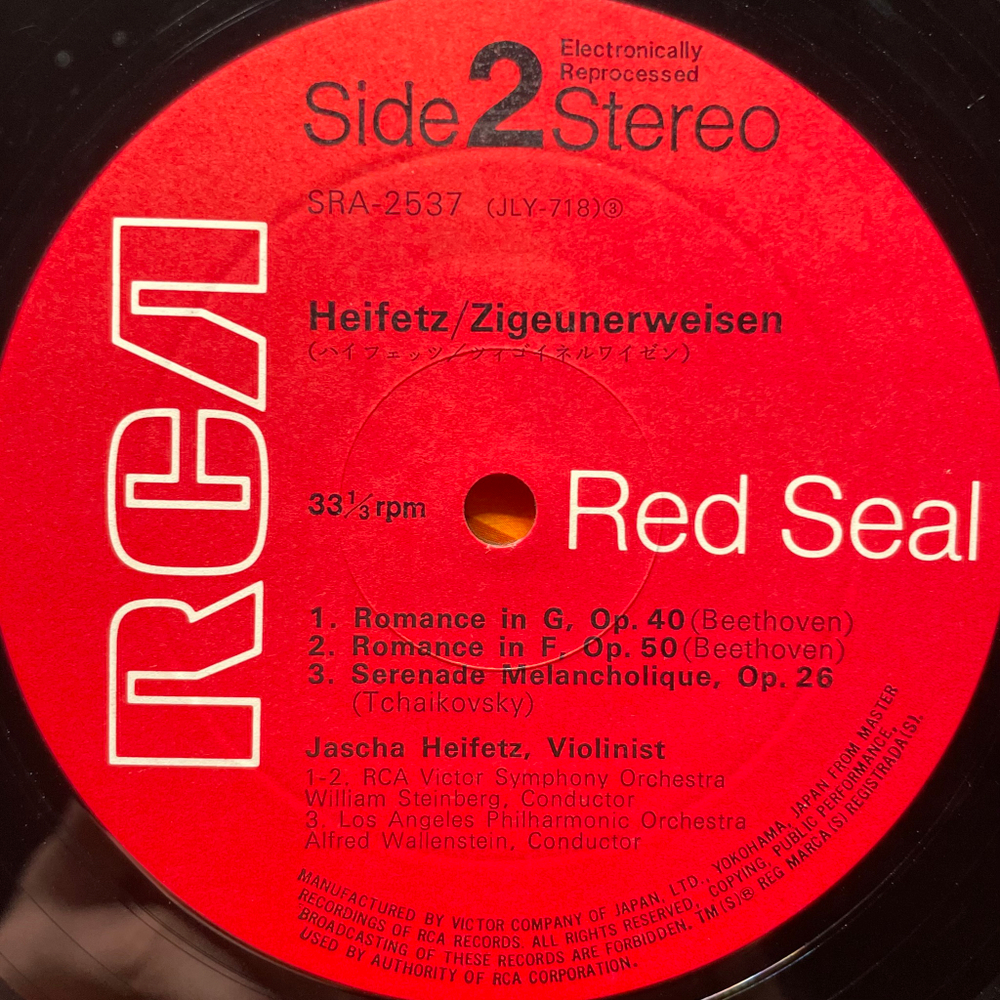 Electronically
Reprocessed
Side 2 Stereo
SRA-2537 (JLY-718)③
RCA
Heifetz/Zigeunerweisen
(ハイフェッツ/ツィゴイネルワイゼン)
33⅓rpm
Red Seal
1. Romance in G, Op. 40 (Beethoven)
2. Romance in F, Op. 50 (Beethoven)
3. Serenade Melancholique, Op. 26
(Tchaikovsky)
Jascha Heifetz, Violinist
1-2. RCA Victor Symphony Orchestra
William Steinberg, Conductor
3. Los Angeles Philharmonic Orchestra
Alfred Wallenstein, Conductor
MANUFACTURED BY VICTOR COMPANY OF JAPAN, LTD., YOKOHAMA, JAPAN FROM MASTER
RECORDINGS OF RCA RECORDS. ALL RIGHTS RESERVED, COPYING, PUBLIC PERFORMANCE,
BROADCASTING OF THESE RECORDS ARE FORBIDDEN. TM(S)® REG MARCA(S) REGISTRADA(S).
USED BY AUTHORITY OF RCA CORPORATION.